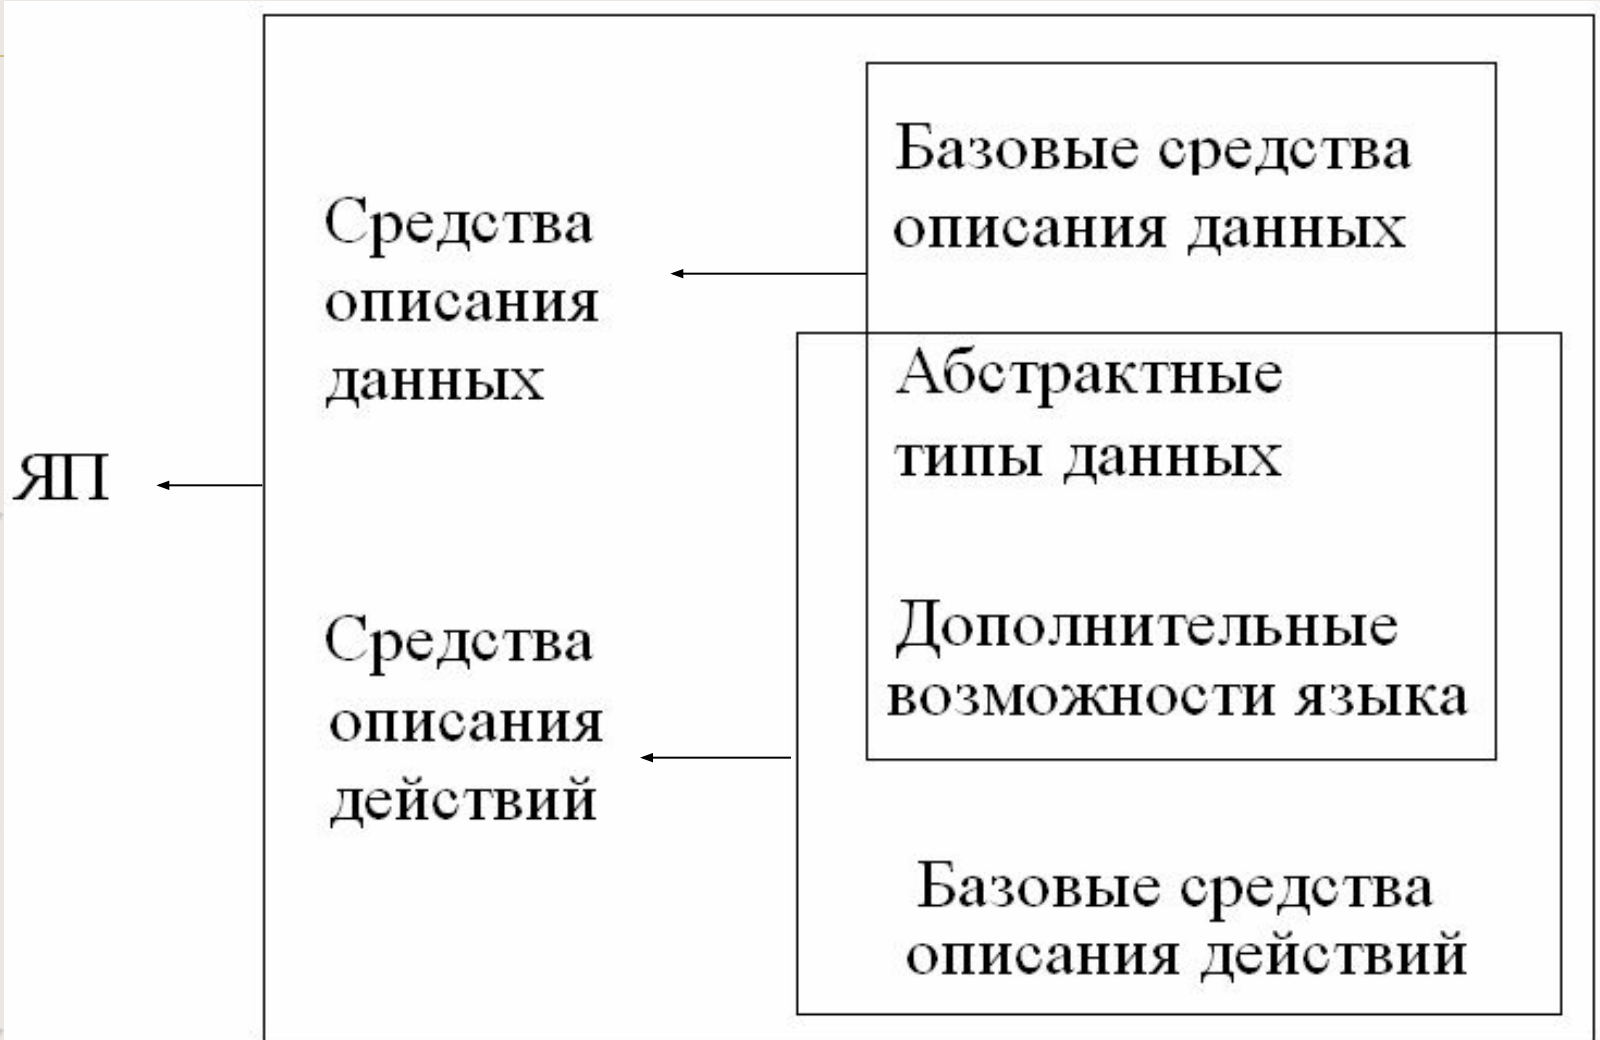 ЯП
Средства
описания
данных
Средства
описания
действий
Базовые средства
описания данных
Абстрактные
типы данных
Дополнительные
возможности языка
Базовые средства
описания действий